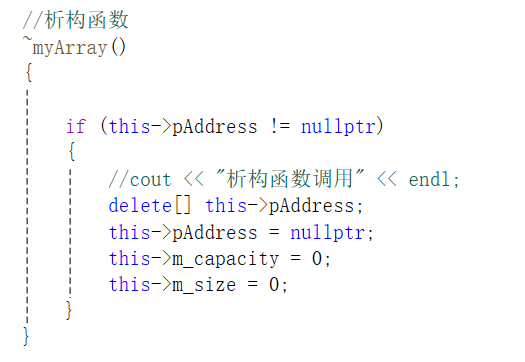 //析构函数
~myArray()
{
if (this->pAddress != nullptr)
{
//cout << "析构函数调用" << endl;
delete[] this->pAddress;
this->pAddress = nullptr;
this->m_capacity = 0;
this->m_size = 0;
}
}